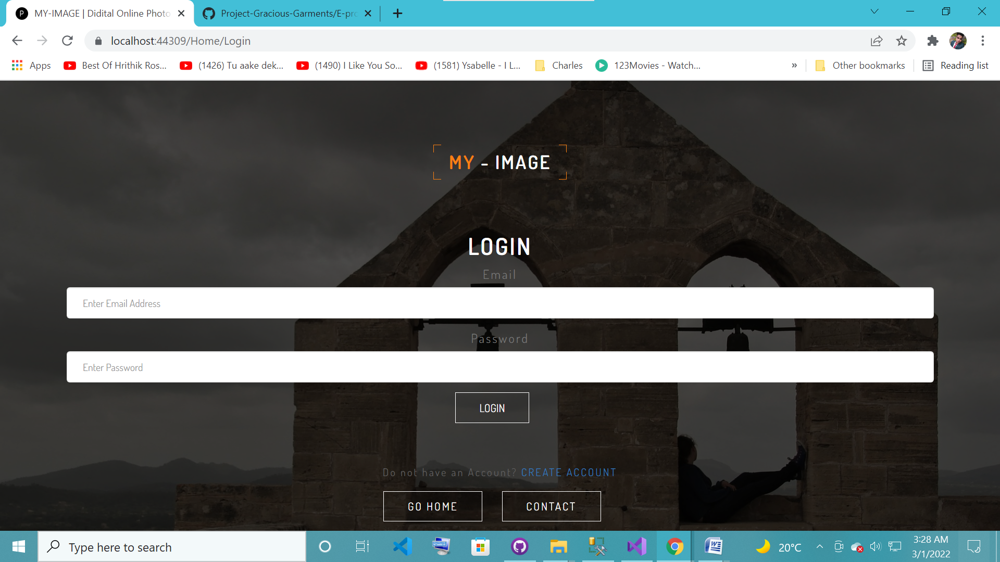 P MY-IMAGE | Didital Online Photo
Project-Gracious-Garments/E-pro
localhost:44309/Home/Login
Apps
Best Of Hrithik Ros...
(1426) Tu aake dek...
(1490) I Like You So...
(1581) Ysabelle - I L...
Charles
123Movies - Watch...
»
Other bookmarks
Reading list
MY - IMAGE
LOGIN
Email
Enter Email Address
Password
Enter Password
LOGIN
Do not have an Account? CREATE ACCOUNT
GO HOME
CONTACT
Type here to search
20°C
3:28 AM
3/1/2022